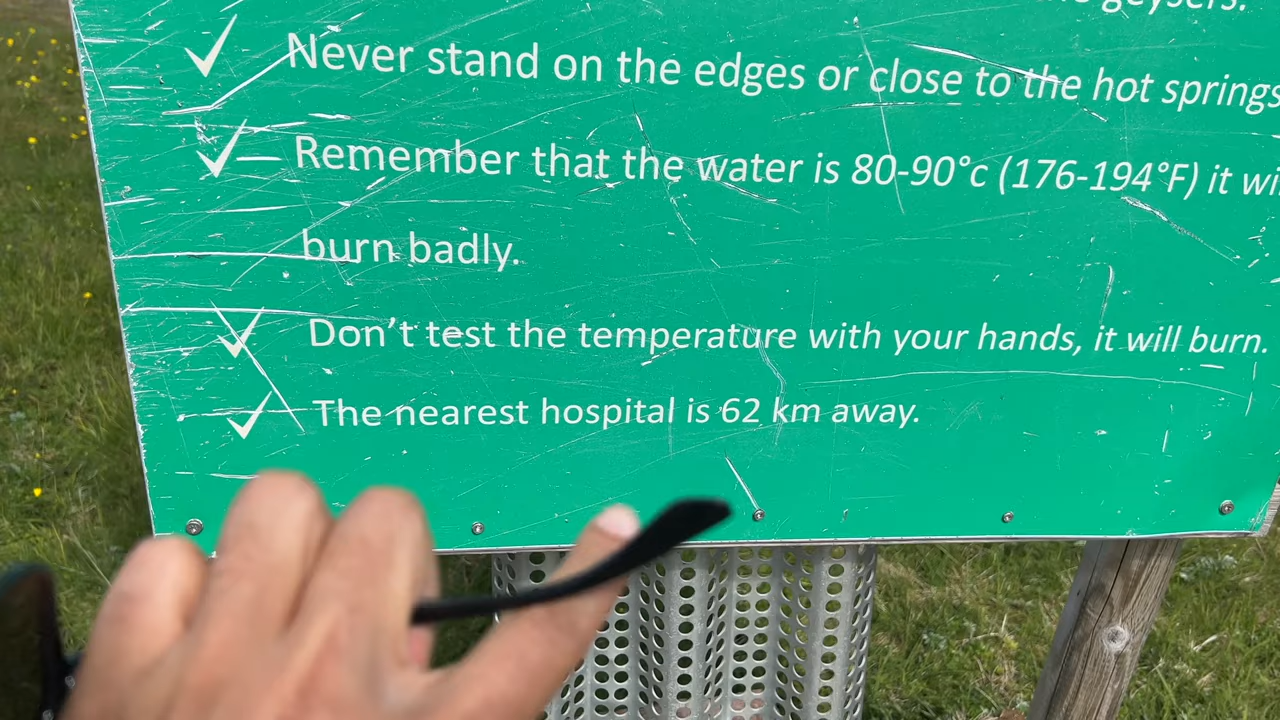 geysers.
Never stand on the edges or close to the hot springs
Remember that the water is 80-90°c (176-194°F) it
burn badly.
Don't test the temperature with your hands, it will burn.
The nearest hospital is 62 km away.